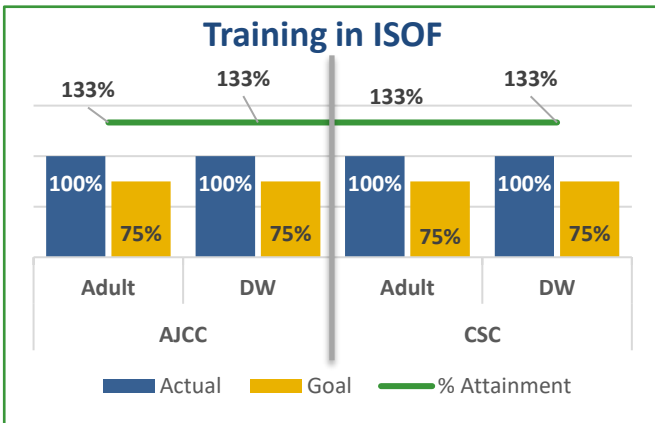 Training in ISOF
133% 133% 133% 133%
100% 75% 100% 75% 100% 75% 100% 75%
Adult DW Adult DW
AJCC CSC
Actual Goal % Attainment